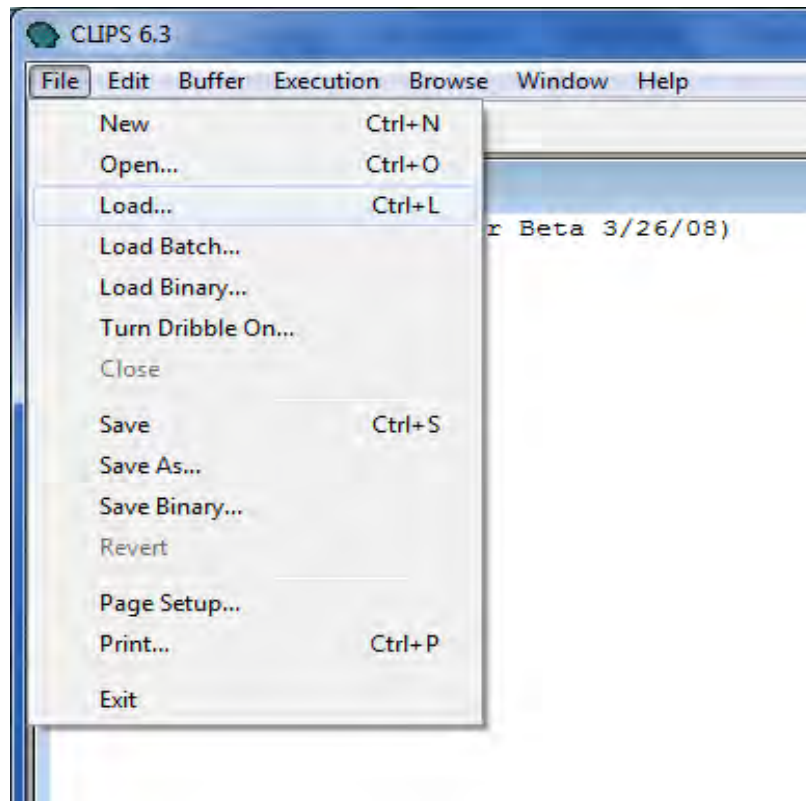 CLIPS 6.3
File Edit Buffer Execution Browse Window Help
New Ctrl+N
Open... Ctrl+O
Load... Ctrl+L
r Beta 3/26/08)
Load Batch...
Load Binary...
Turn Dribble On...
Close
Save Ctrl+S
Save As...
Save Binary...
Revert
Page Setup...
Print... Ctrl+P
Exit